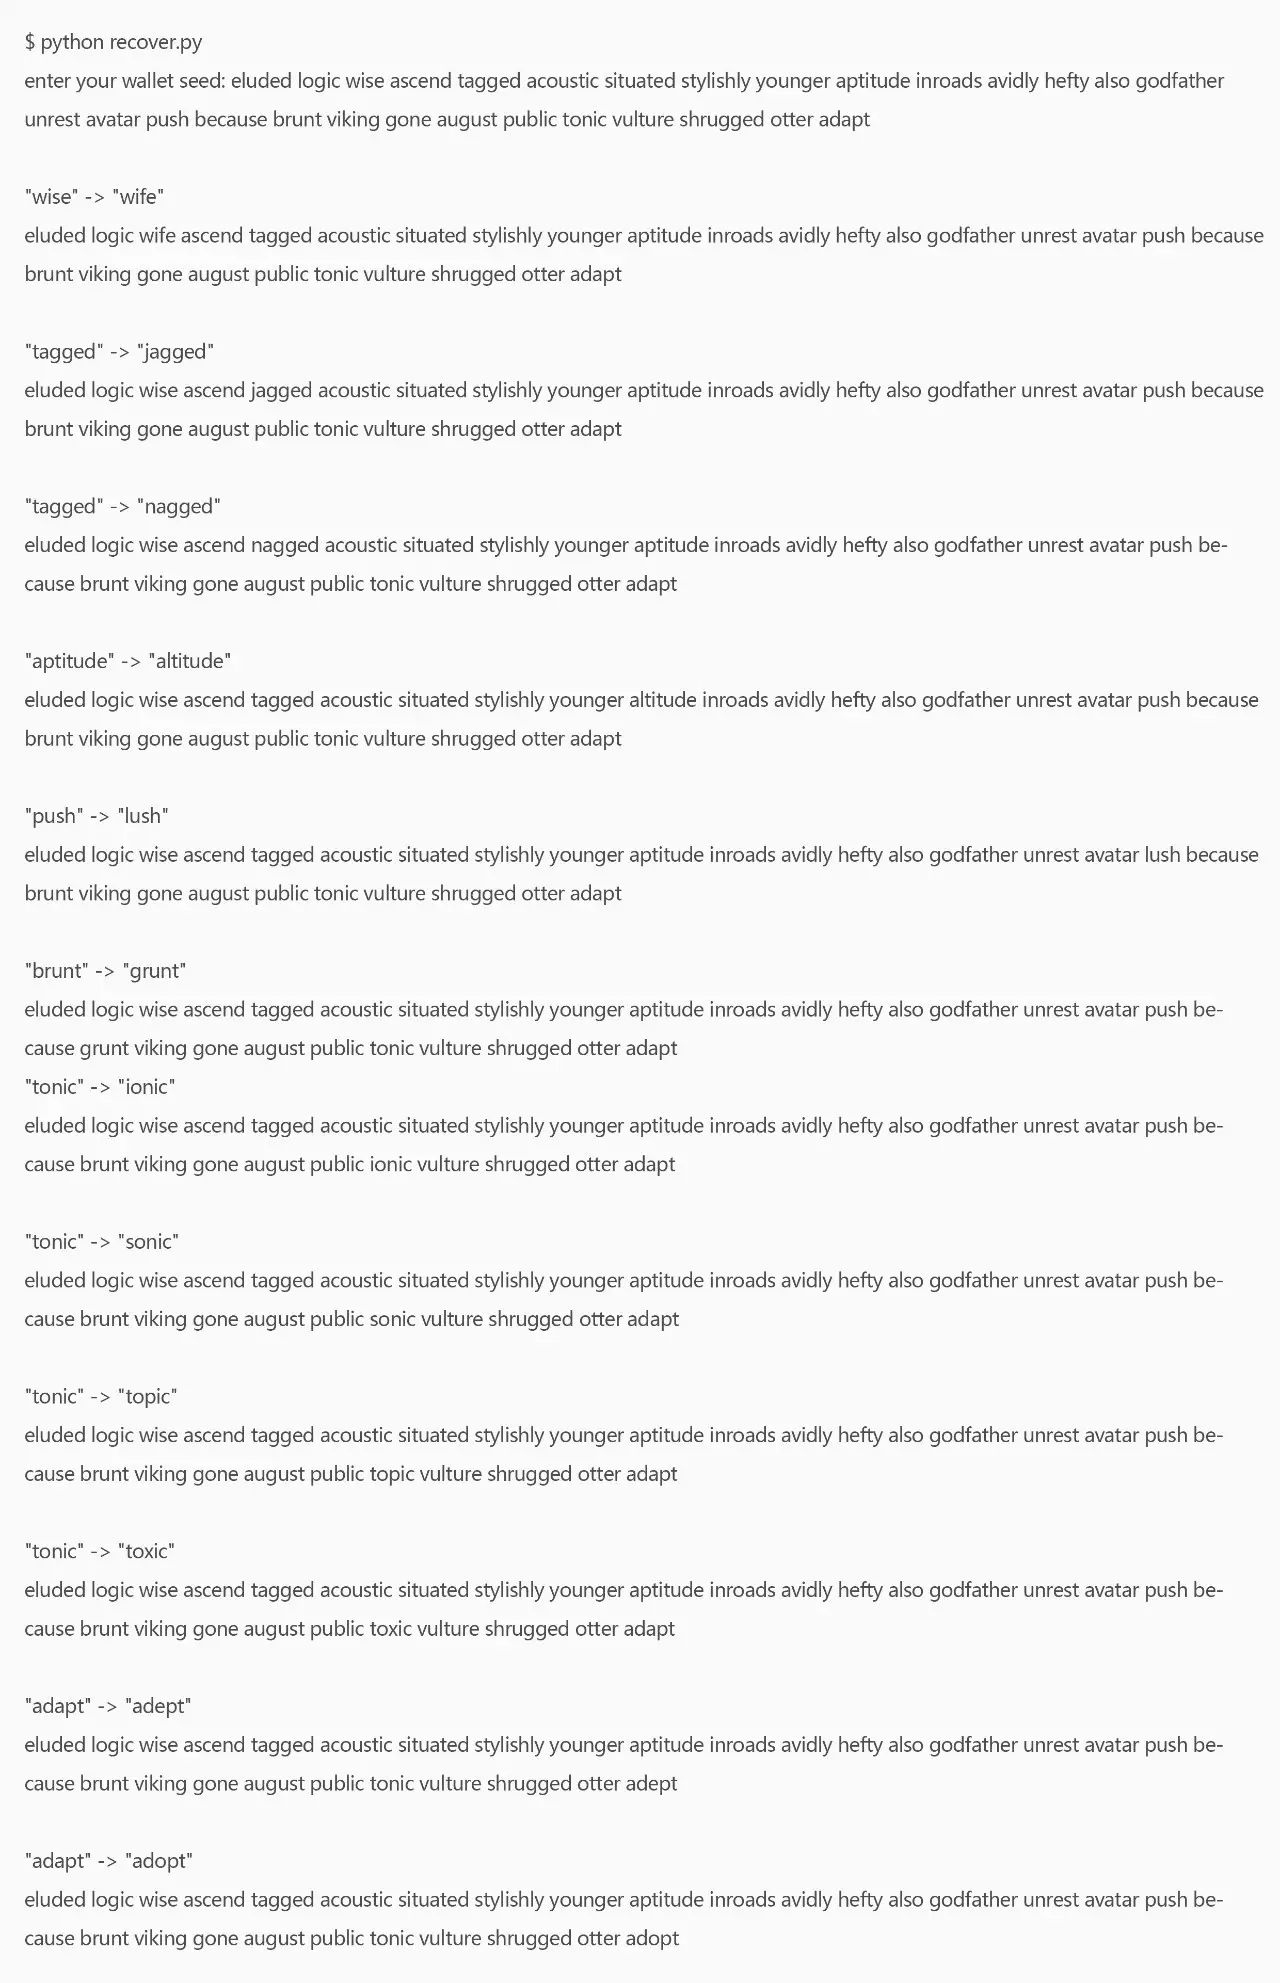 $ python recover.py
enter your wallet seed: eluded logic wise ascend tagged acoustic situated stylishly younger aptitude inroads avidly hefty also godfather
unrest avatar push because brunt viking gone august public tonic vulture shrugged otter adapt
"wise" -> "wife"
eluded logic wife ascend tagged acoustic situated stylishly younger aptitude inroads avidly hefty also godfather unrest avatar push because
brunt viking gone august public tonic vulture shrugged otter adapt
"tagged" -> "jagged"
eluded logic wise ascend jagged acoustic situated stylishly younger aptitude inroads avidly hefty also godfather unrest avatar push because
brunt viking gone august public tonic vulture shrugged otter adapt
"tagged" -> "nagged"
eluded logic wise ascend nagged acoustic situated stylishly younger aptitude inroads avidly hefty also godfather unrest avatar push be-
cause brunt viking gone august public tonic vulture shrugged otter adapt
"aptitude" -> "altitude"
eluded logic wise ascend tagged acoustic situated stylishly younger altitude inroads avidly hefty also godfather unrest avatar push because
brunt viking gone august public tonic vulture shrugged otter adapt
"push" -> "lush"
eluded logic wise ascend tagged acoustic situated stylishly younger aptitude inroads avidly hefty also godfather unrest avatar lush because
brunt viking gone august public tonic vulture shrugged otter adapt
"brunt" -> "grunt"
eluded logic wise ascend tagged acoustic situated stylishly younger aptitude inroads avidly hefty also godfather unrest avatar push be-
cause grunt viking gone august public tonic vulture shrugged otter adapt
"tonic" -> "ionic"
eluded logic wise ascend tagged acoustic situated stylishly younger aptitude inroads avidly hefty also godfather unrest avatar push be-
cause brunt viking gone august public ionic vulture shrugged otter adapt
"tonic" -> "sonic"
eluded logic wise ascend tagged acoustic situated stylishly younger aptitude inroads avidly hefty also godfather unrest avatar push be-
cause brunt viking gone august public sonic vulture shrugged otter adapt
"tonic" -> "topic"
eluded logic wise ascend tagged acoustic situated stylishly younger aptitude inroads avidly hefty also godfather unrest avatar push be-
cause brunt viking gone august public topic vulture shrugged otter adapt
"tonic" -> "toxic"
eluded logic wise ascend tagged acoustic situated stylishly younger aptitude inroads avidly hefty also godfather unrest avatar push be-
cause brunt viking gone august public toxic vulture shrugged otter adapt
"adapt" -> "adept"
eluded logic wise ascend tagged acoustic situated stylishly younger aptitude inroads avidly hefty also godfather unrest avatar push be-
cause brunt viking gone august public tonic vulture shrugged otter adept
"adapt" -> "adopt"
eluded logic wise ascend tagged acoustic situated stylishly younger aptitude inroads avidly hefty also godfather unrest avatar push be-
cause brunt viking gone august public tonic vulture shrugged otter adopt